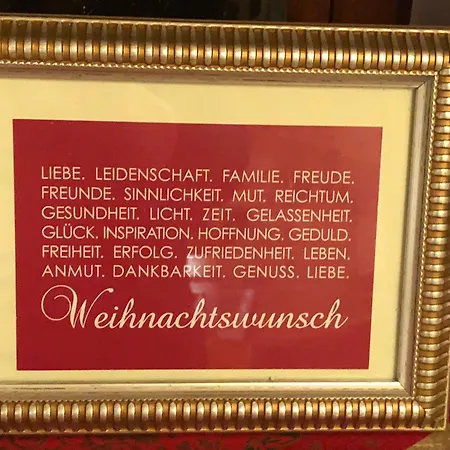 LIEBE. LEIDENSCHAFT. FAMILIE. FREUDE.
FREUNDE. SINNLICHKEIT. MUT. REICHTUM.
GESUNDHEIT. LICHT. ZEIT. GELASSENHEIT.
GLÜCK. INSPIRATION. HOFFNUNG. GEDULD.
FREIHEIT. ERFOLG. ZUFRIEDENHEIT. LEBEN.
ANMUT. DANKBARKEIT. GENUSS. LIEBE.
Weihnachtswunsch